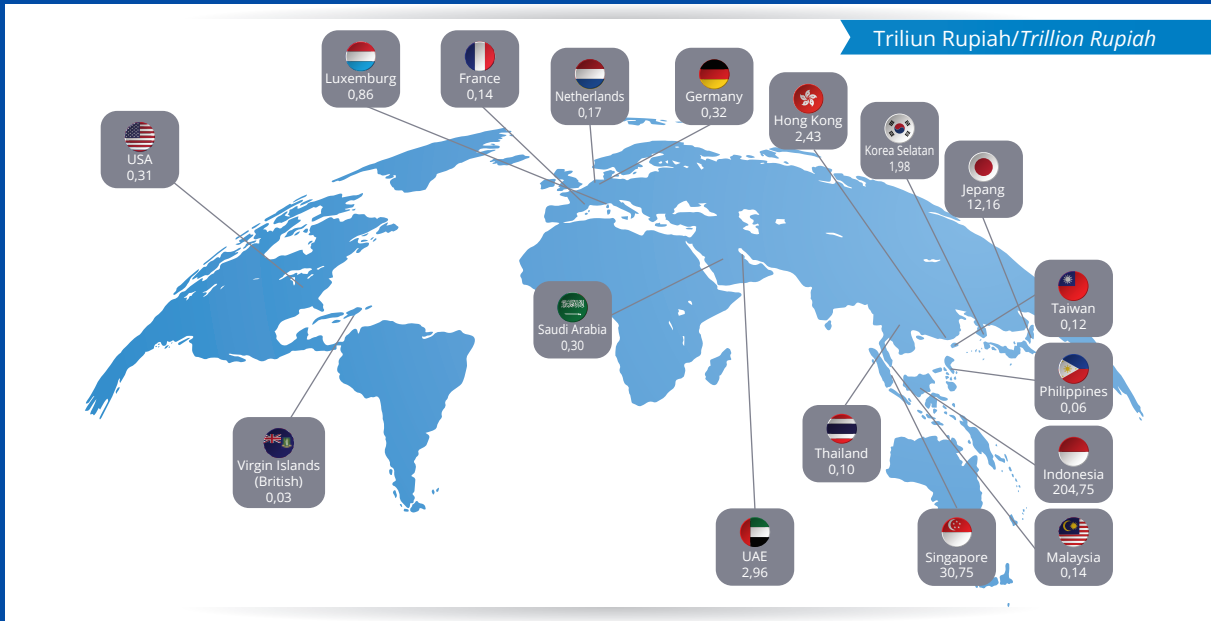 Triliun Rupiah/Trillion Rupiah
Luxemburg
0,86
France
0,14
Netherlands
0,17
Germany
0,32
Hong Kong
2,43
Korea Selatan
1,98
Jepang
12,16
USA
0,31
Taiwan
0,12
Saudi Arabia
0,30
Philippines
0,06
Thailand
0,10
Indonesia
204,75
Virgin Islands
(British)
0,03
UAE
2,96
Singapore
30,75
Malaysia
0,14